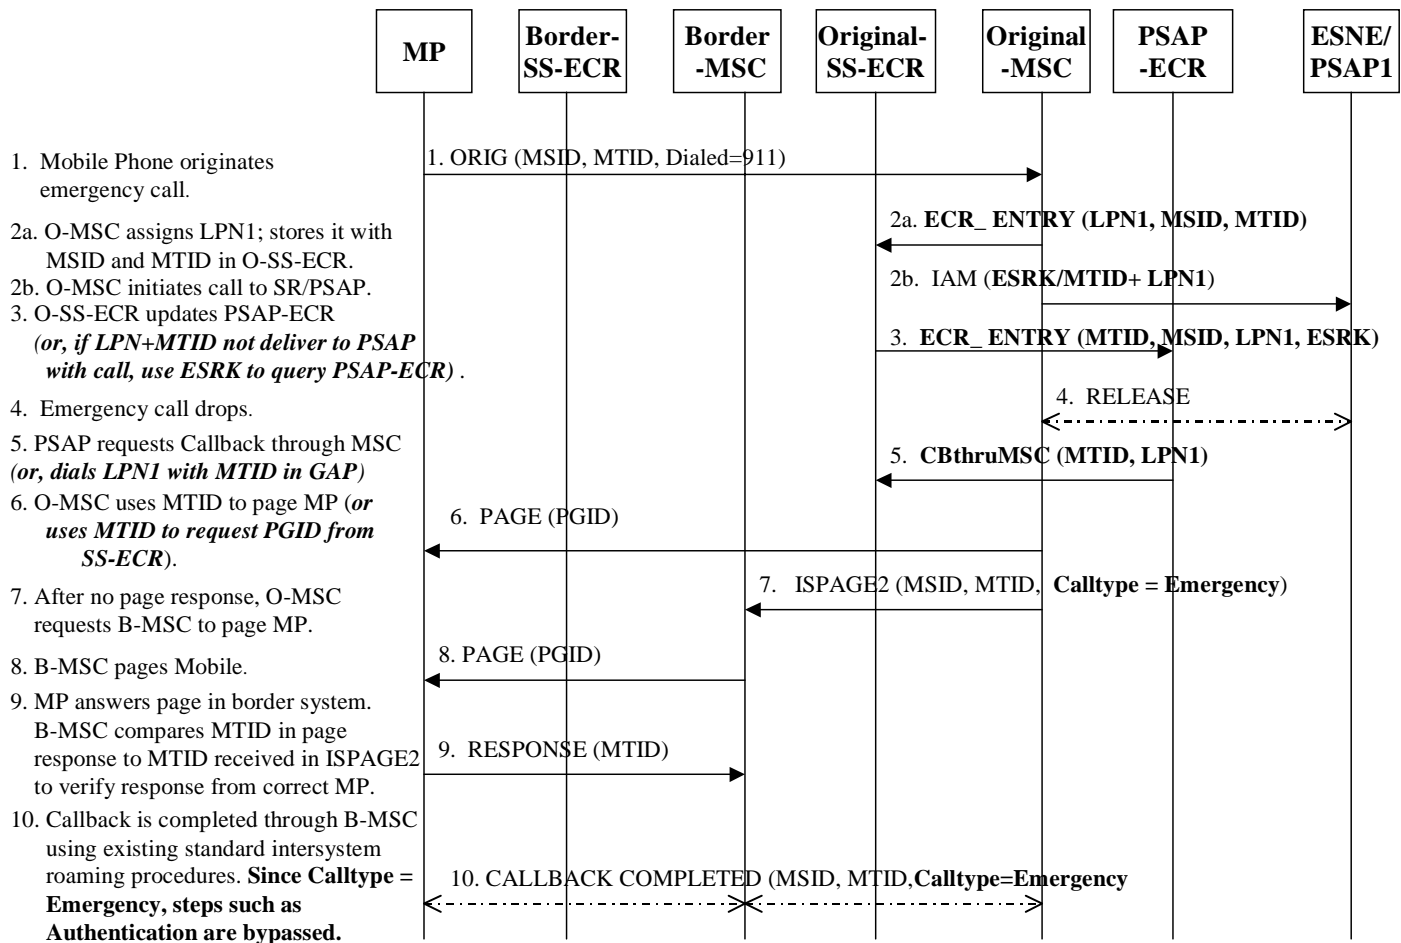 MP
Border-
SS-ECR
Border
-MSC
Original-
SS-ECR
Original
-MSC
PSAP
-ECR
ESNE/
PSAP1
1. Mobile Phone originates
emergency call.
2a. O-MSC assigns LPN1; stores it with
MSID and MTID in O-SS-ECR.
2b. O-MSC initiates call to SR/PSAP.
3. O-SS-ECR updates PSAP-ECR
(or, if LPN+MTID not deliver to PSAP
with call, use ESRK to query PSAP-ECR) .
4. Emergency call drops.
5. PSAP requests Callback through MSC
(or, dials LPN1 with MTID in GAP)
6. O-MSC uses MTID to page MP (or
uses MTID to request PGID from
SS-ECR).
7. After no page response, O-MSC
requests B-MSC to page MP.
8. B-MSC pages Mobile.
9. MP answers page in border system.
B-MSC compares MTID in page
response to MTID received in ISPAGE2
to verify response from correct MP.
10. Callback is completed through B-MSC
using existing standard intersystem
roaming procedures. Since Calltype =
Emergency, steps such as
Authentication are bypassed.
1. ORIG (MSID, MTID, Dialed=911)
2a. ECR_ ENTRY (LPN1, MSID, MTID)
2b. IAM (ESRK/MTID+ LPN1)
3. ECR_ ENTRY (MTID, MSID, LPN1, ESRK)
4. RELEASE
5. CBthruMSC (MTID, LPN1)
6. PAGE (PGID)
7. ISPAGE2 (MSID, MTID, Calltype = Emergency)
8. PAGE (PGID)
9. RESPONSE (MTID)
10. CALLBACK COMPLETED (MSID, MTID,Calltype=Emergency